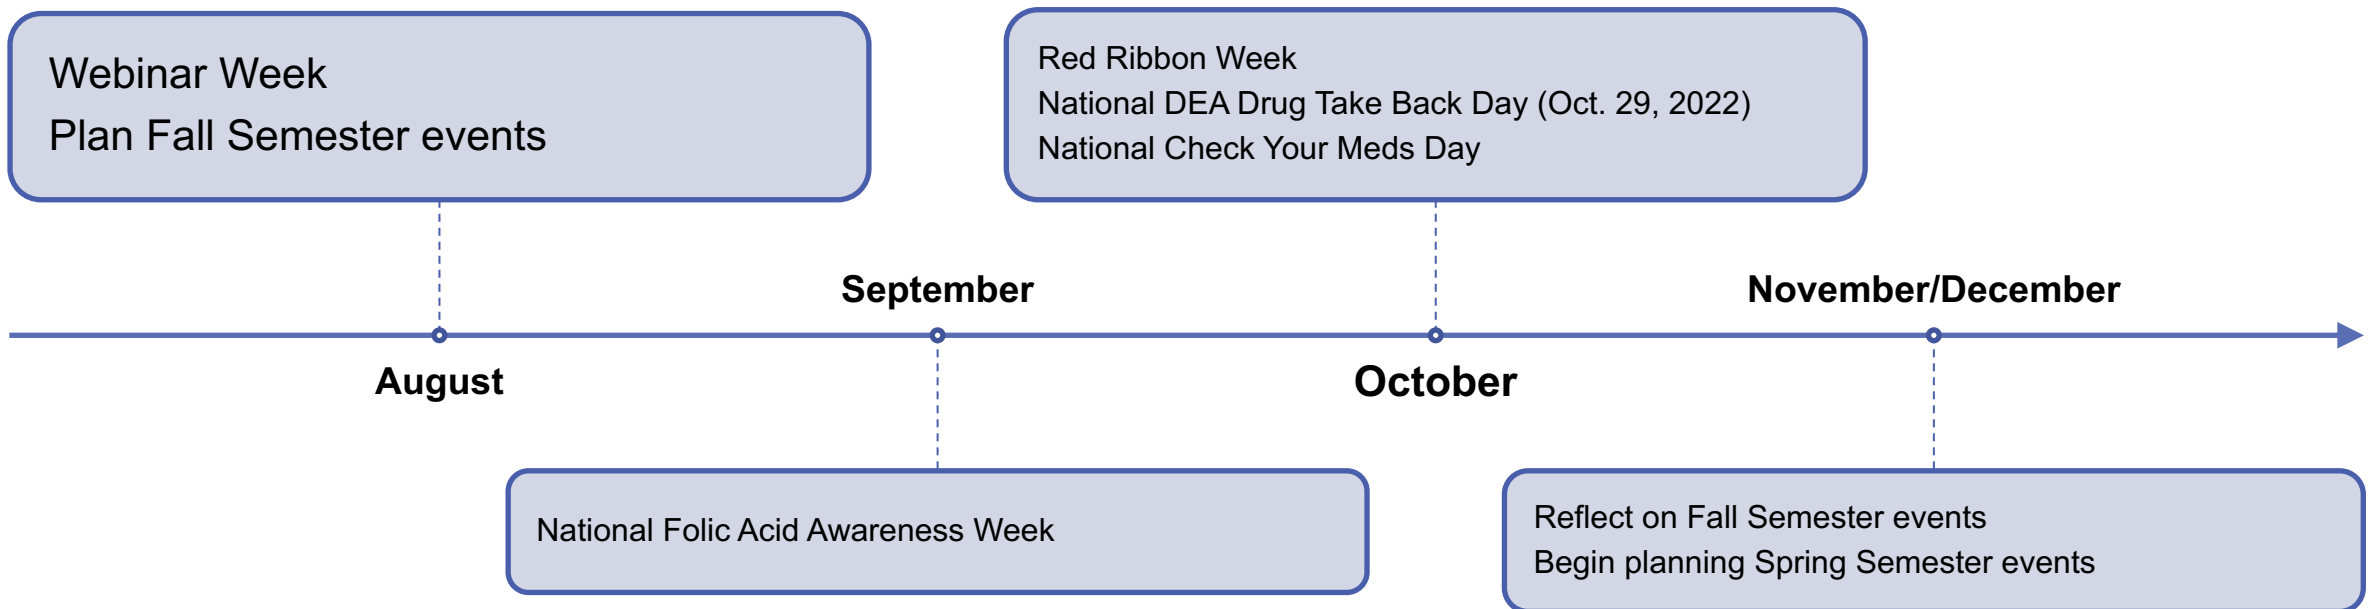 Webinar Week
Plan Fall Semester events
Red Ribbon Week
National DEA Drug Take Back Day (Oct. 29, 2022)
National Check Your Meds Day
September
November/December
August
October
National Folic Acid Awareness Week
Reflect on Fall Semester events
Begin planning Spring Semester events